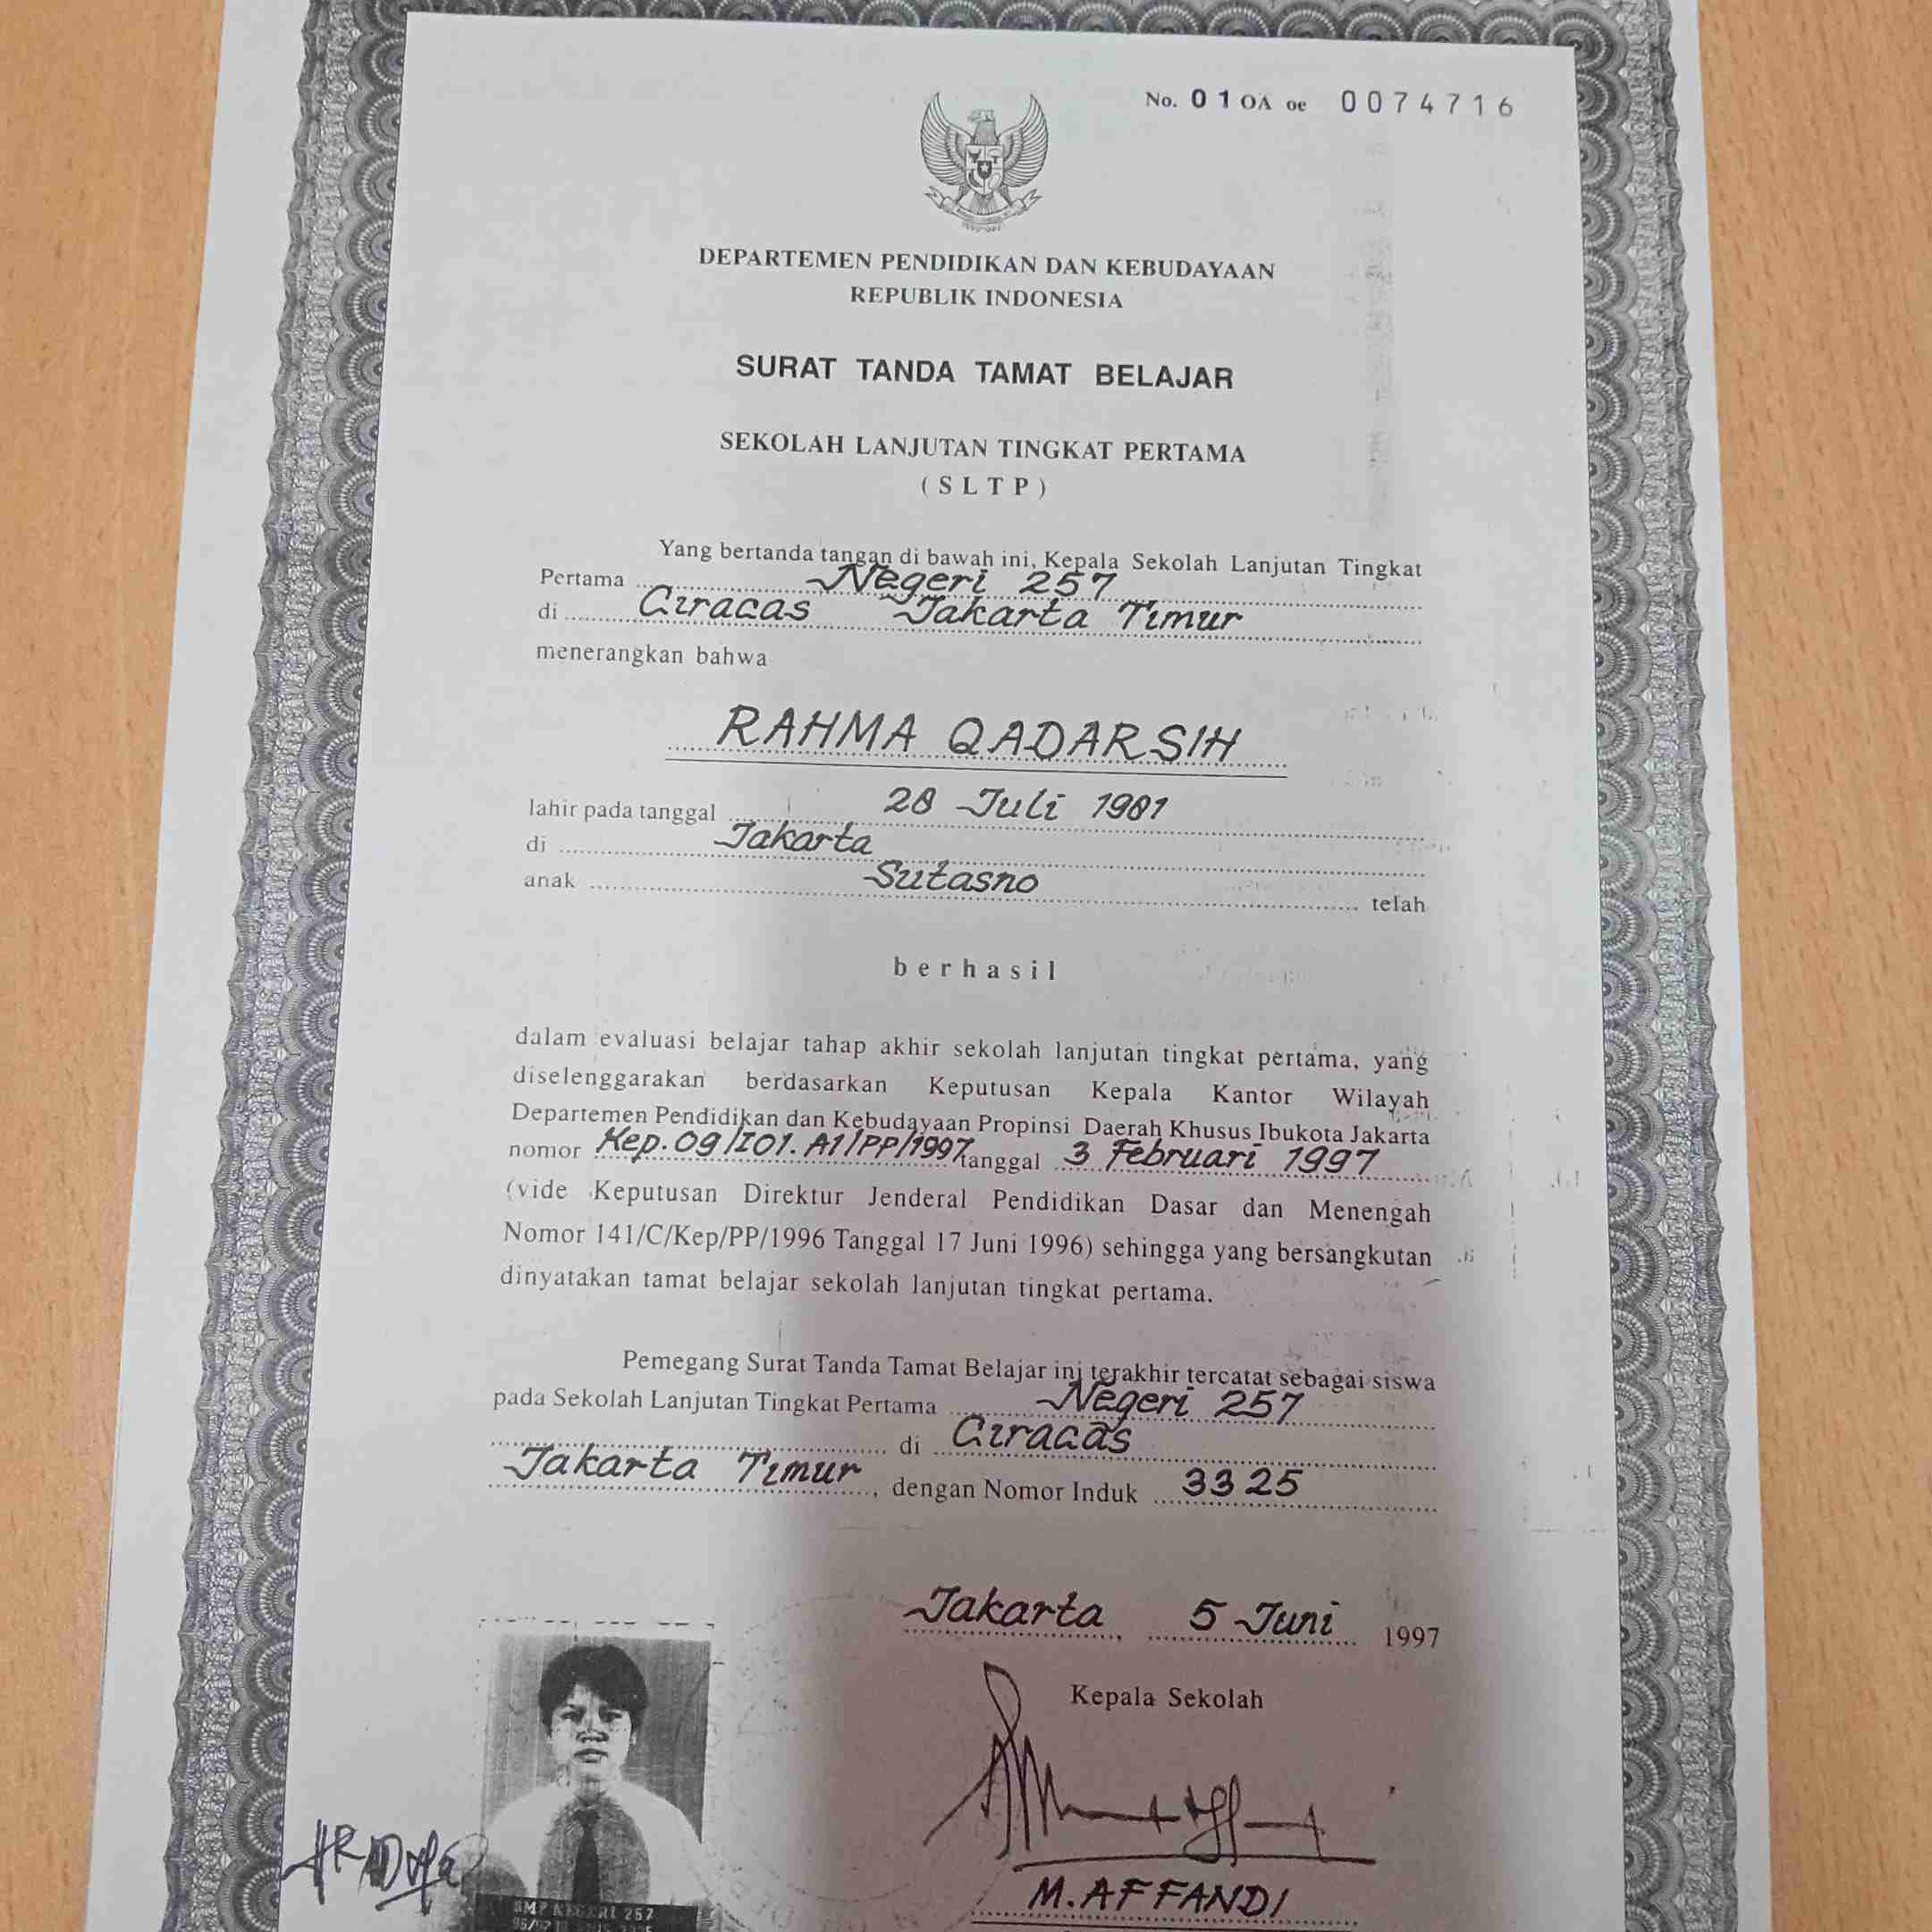 No. 01 OA oe 0074716
DEPARTEMEN PENDIDIKAN DAN KEBUDAYAAN
REPUBLIK INDONESIA
SURAT TANDA TAMAT BELAJAR
SEKOLAH LANJUTAN TINGKAT PERTAMA
( S L T P )
Yang bertanda tangan di bawah ini, Kepala Sekolah Lanjutan Tingkat
Pertama Negeri 257
di Ciracas Jakarta Timur
menerangkan bahwa
RAHMA QADARSIH
lahir pada tanggal 28 Juli 1981
di Jakarta
anak Sutasno telah
berhasil
dalam evaluasi belajar tahap akhir sekolah lanjutan tingkat pertama, yang
diselenggarakan berdasarkan Keputusan Kepala Kantor Wilayah
Departemen Pendidikan dan Kebudayaan Propinsi Daerah Khusus Ibukota Jakarta
nomor Kep.09/I01.A1/PP/1997 tanggal 3 Februari 1997
(vide Keputusan Direktur Jenderal Pendidikan Dasar dan Menengah
Nomor 141/C/Kep/PP/1996 Tanggal 17 Juni 1996) sehingga yang bersangkutan
dinyatakan tamat belajar sekolah lanjutan tingkat pertama.
Pemegang Surat Tanda Tamat Belajar ini terakhir tercatat sebagai siswa
pada Sekolah Lanjutan Tingkat Pertama Negeri 257
di Ciracas
Jakarta Timur, dengan Nomor Induk 3325
Jakarta, 5 Juni 1997
Kepala Sekolah
M. AFFANDI
SMP NEGERI 257